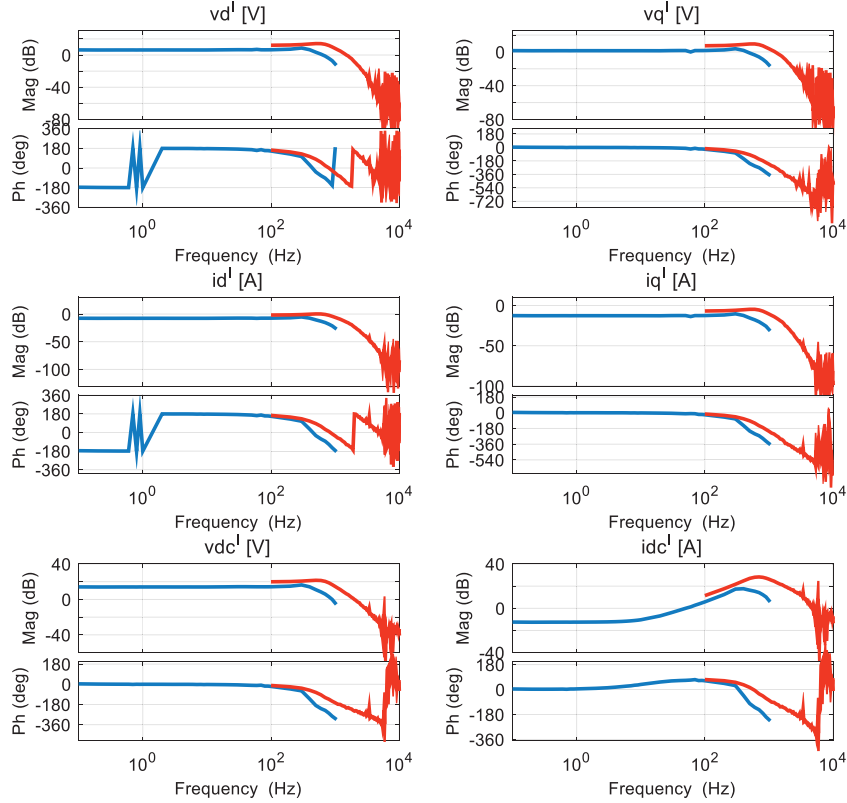 vd^I [V]
0
-40
-80
Mag (dB)
360
180
0
-180
-360
Ph (deg)
10^0
10^2
10^4
Frequency (Hz)
vq^I [V]
0
-40
-80
Mag (dB)
180
0
-180
-360
-540
-720
Ph (deg)
10^0
10^2
10^4
Frequency (Hz)
id^I [A]
0
-50
-100
Mag (dB)
360
180
0
-180
-360
Ph (deg)
10^0
10^2
10^4
Frequency (Hz)
iq^I [A]
0
-50
-100
Mag (dB)
180
0
-180
-360
-540
Ph (deg)
10^0
10^2
10^4
Frequency (Hz)
vdc^I [V]
40
0
-40
Mag (dB)
180
0
-180
-360
Ph (deg)
10^0
10^2
10^4
Frequency (Hz)
idc^I [A]
40
0
-40
Mag (dB)
180
0
-180
-360
Ph (deg)
10^0
10^2
10^4
Frequency (Hz)